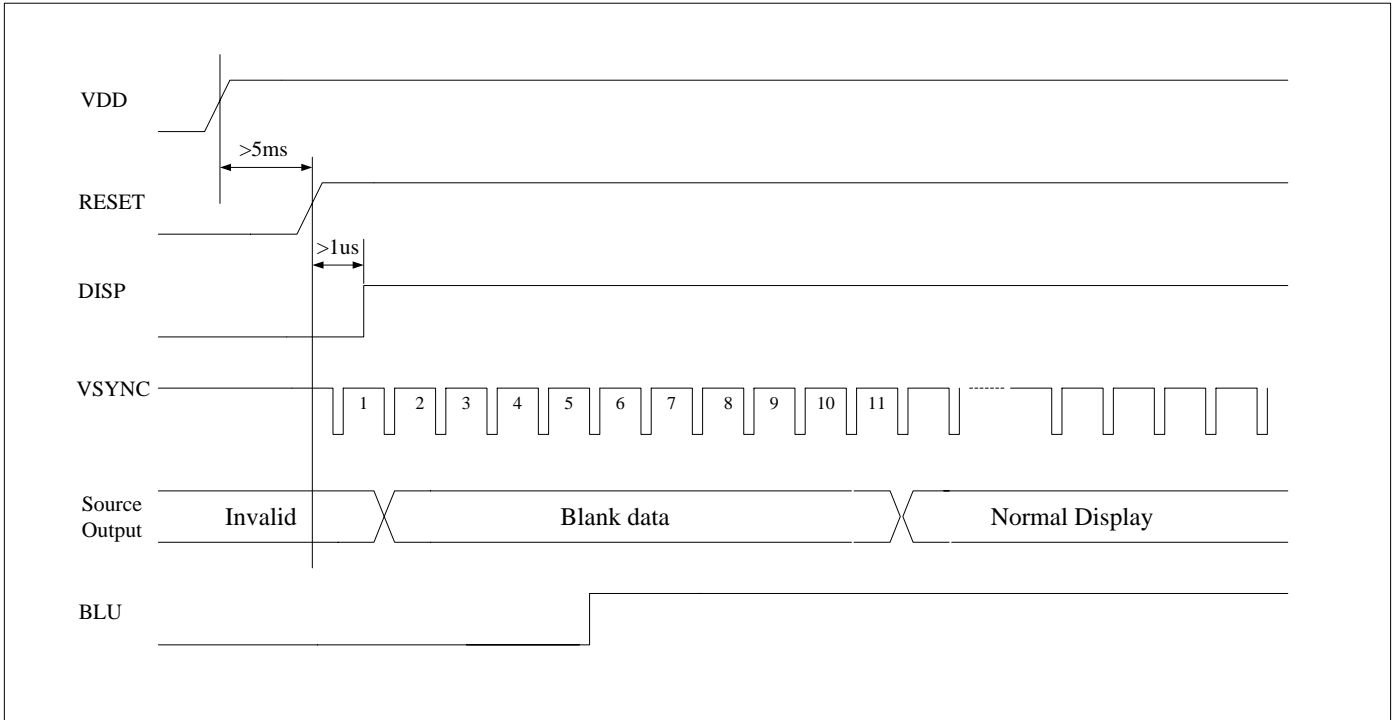 VDD
>5ms
RESET
>1us
DISP
VSYNC
1 2 3 4 5 6 7 8 9 10 11
Source
Output
Invalid
Blank data
Normal Display
BLU